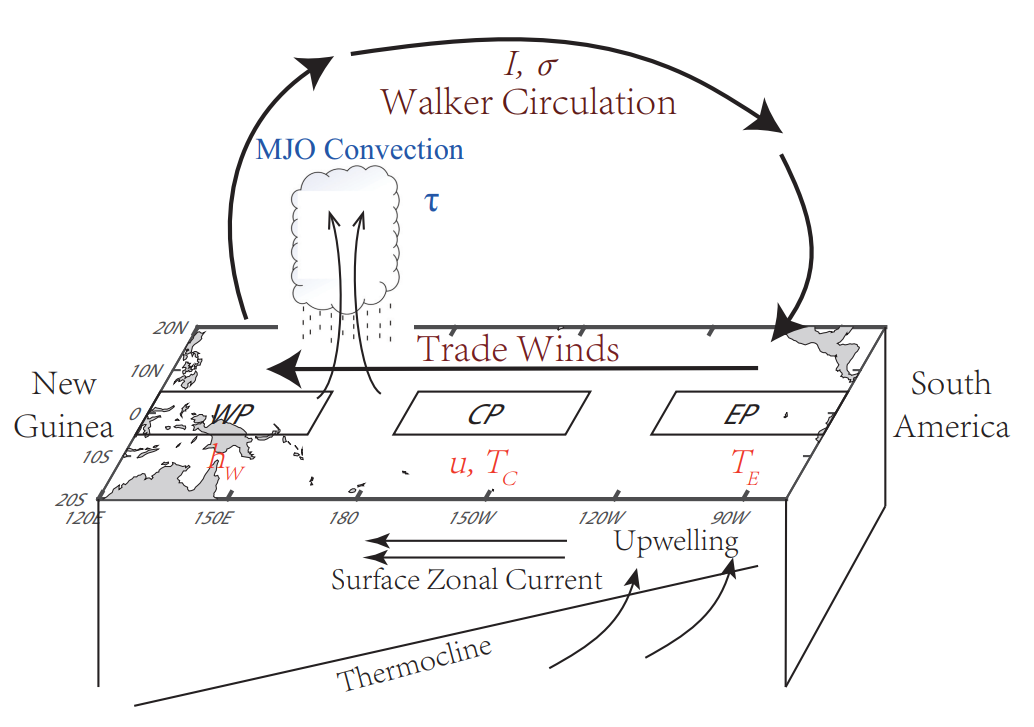 I, σ
Walker Circulation
MJO Convection
τ
20N
Trade Winds
10N
New
Guinea
South
America
0
WP
CP
EP
10S
h_W
u, T_C
T_E
20S
120E
150E
180
150W
120W
90W
Upwelling
Surface Zonal Current
Thermocline